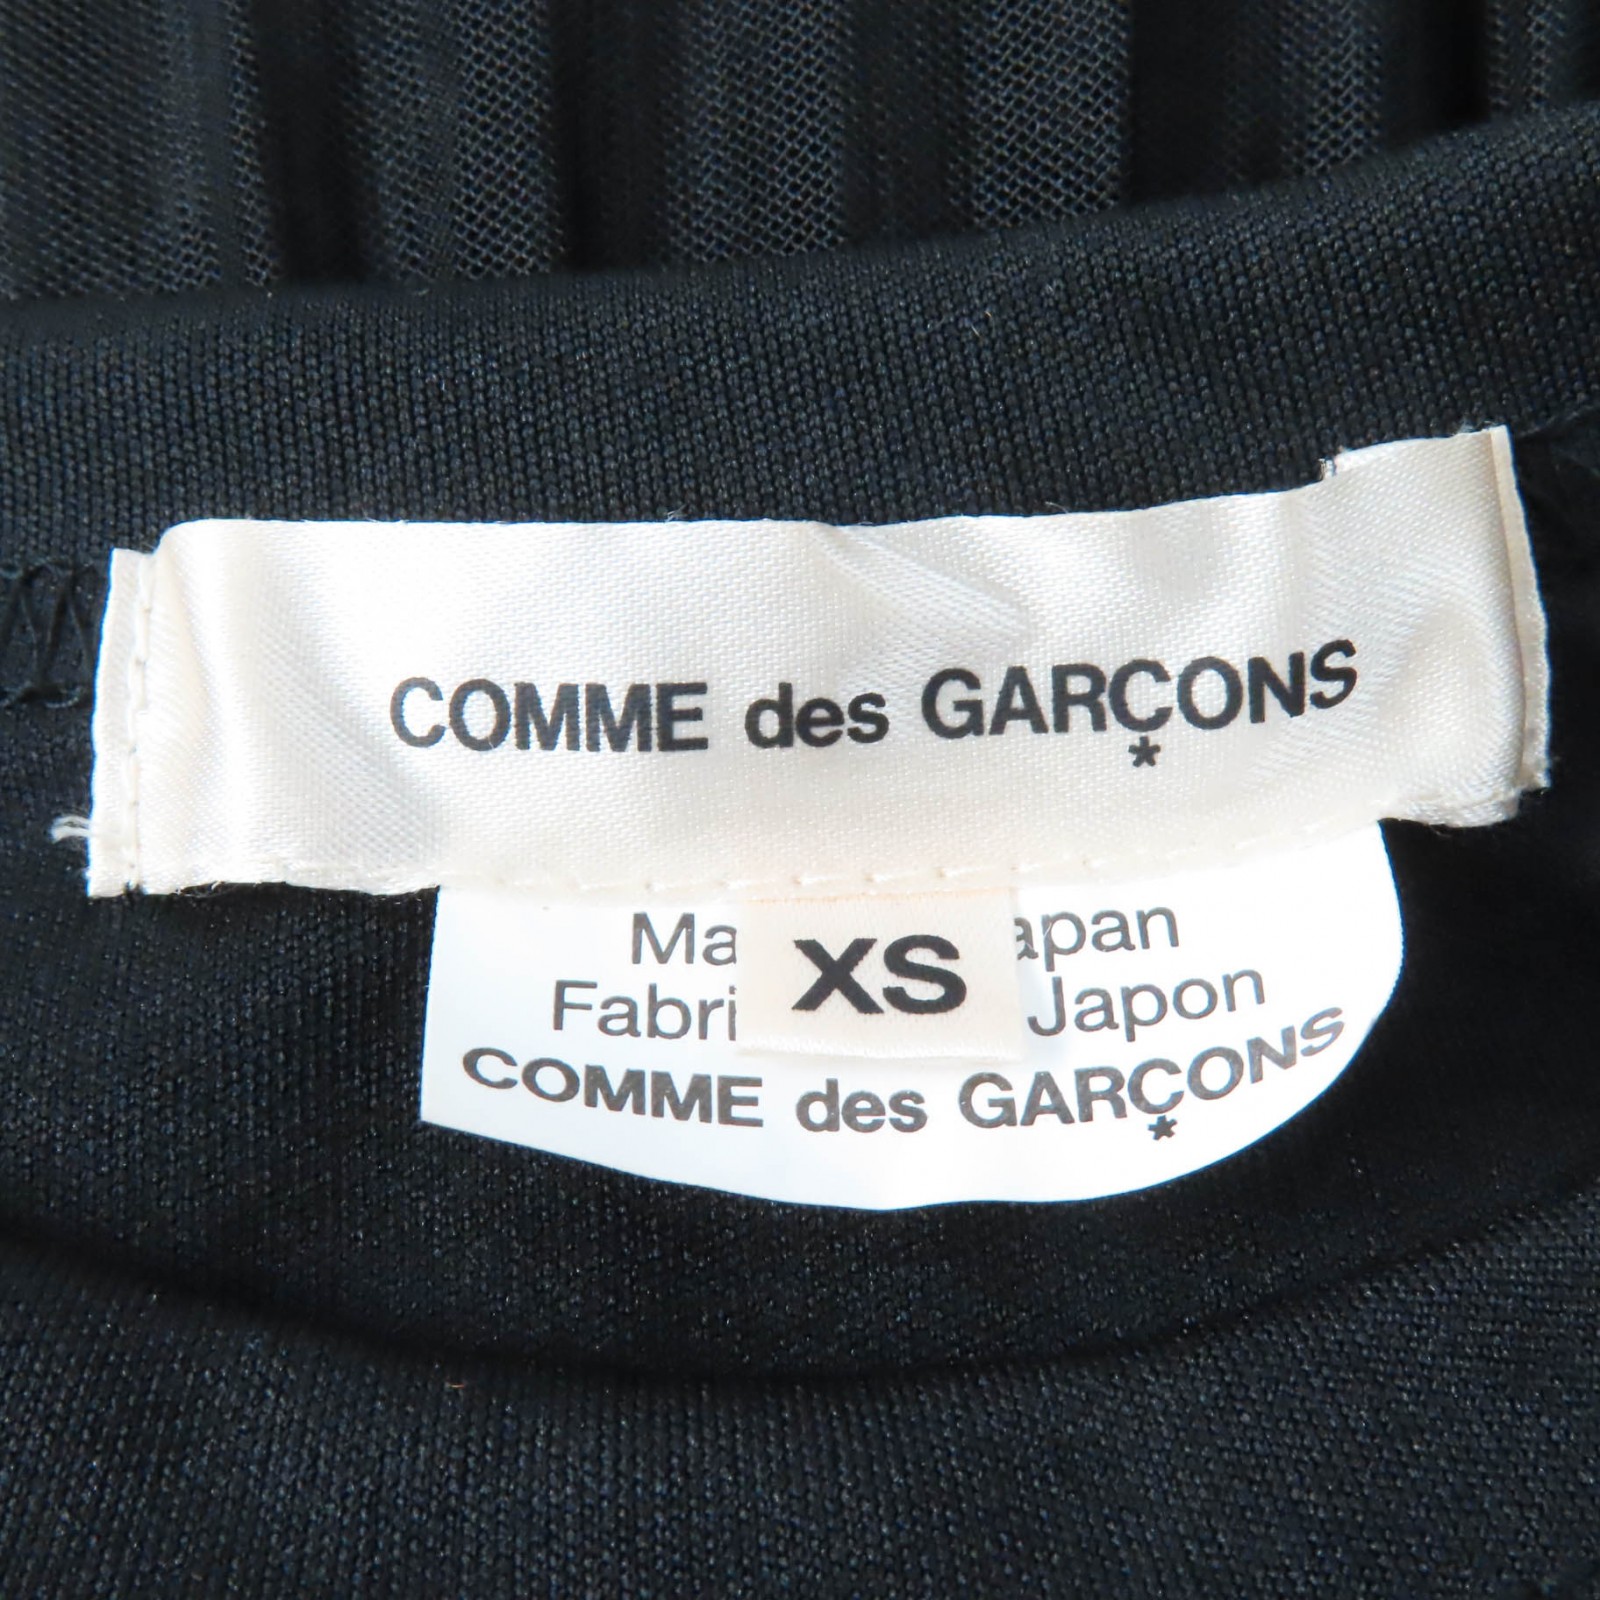 COMME des GARÇONS
*
XS
Ma apan
Fabri Japon
COMME des GARÇONS
*